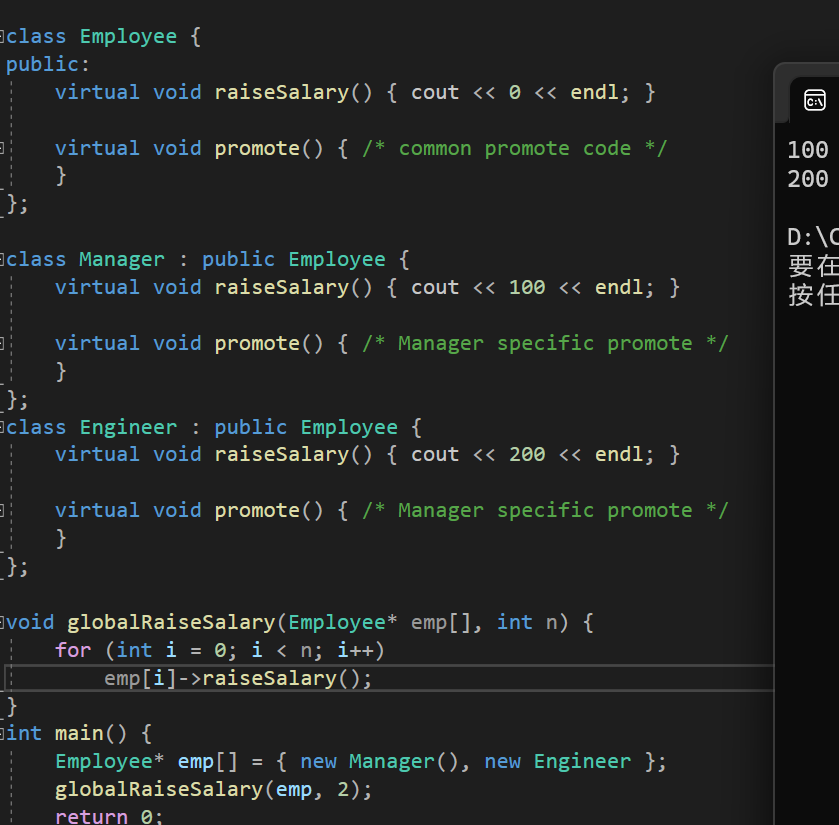 class Employee {
public:
virtual void raiseSalary() { cout << 0 << endl; }
virtual void promote() { /* common promote code */
}
};
class Manager : public Employee {
virtual void raiseSalary() { cout << 100 << endl; }
virtual void promote() { /* Manager specific promote */
}
};
class Engineer : public Employee {
virtual void raiseSalary() { cout << 200 << endl; }
virtual void promote() { /* Manager specific promote */
}
};
void globalRaiseSalary(Employee* emp[], int n) {
for (int i = 0; i < n; i++)
emp[i]->raiseSalary();
}
int main() {
Employee* emp[] = { new Manager(), new Engineer };
globalRaiseSalary(emp, 2);
return 0;
C:\
100
200
D:\
要在
按任